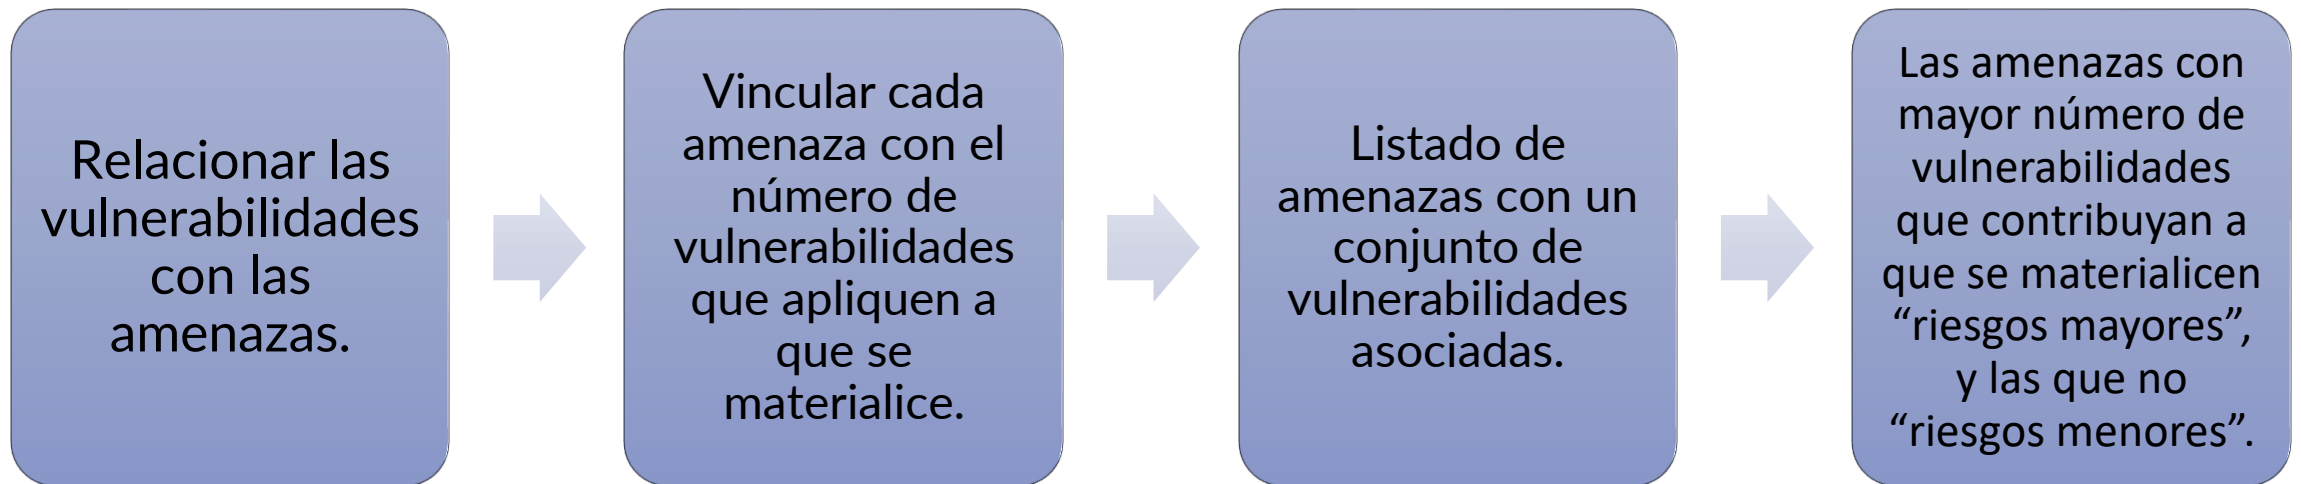 Relacionar las
vulnerabilidades
con las
amenazas.
Vincular cada
amenaza con el
número de
vulnerabilidades
que apliquen a
que se
materialice.
Listado de
amenazas con un
conjunto de
vulnerabilidades
asociadas.
Las amenazas con
mayor número de
vulnerabilidades
que contribuyan a
que se materialicen
“riesgos mayores”,
y las que no
“riesgos menores”.